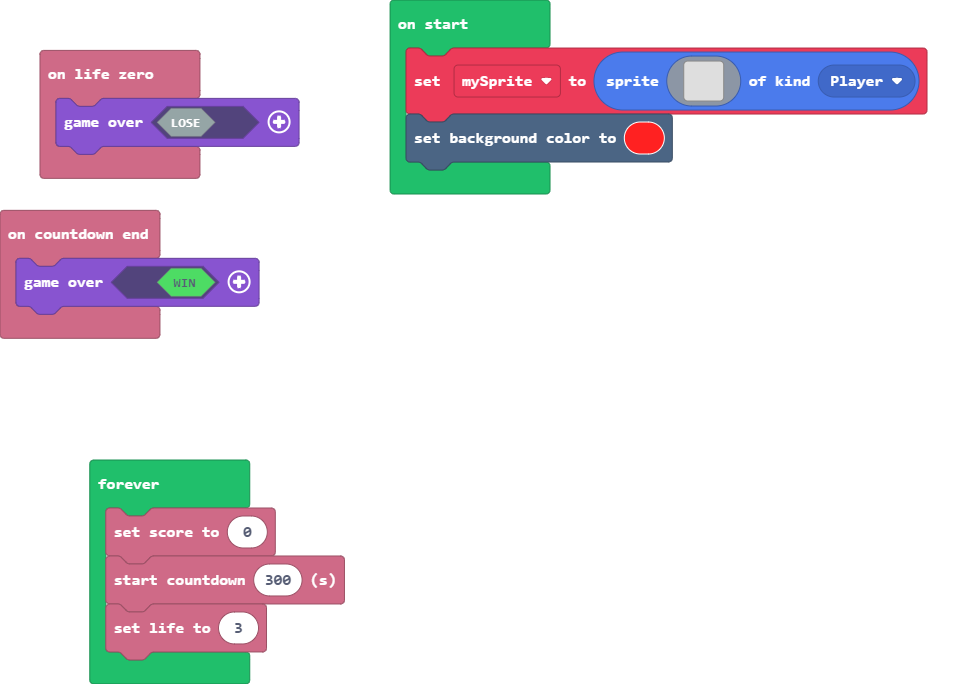 on start
set mySprite to sprite of kind Player
set background color to
on life zero
game over LOSE
on countdown end
game over WIN
forever
set score to 0
start countdown 300 (s)
set life to 3